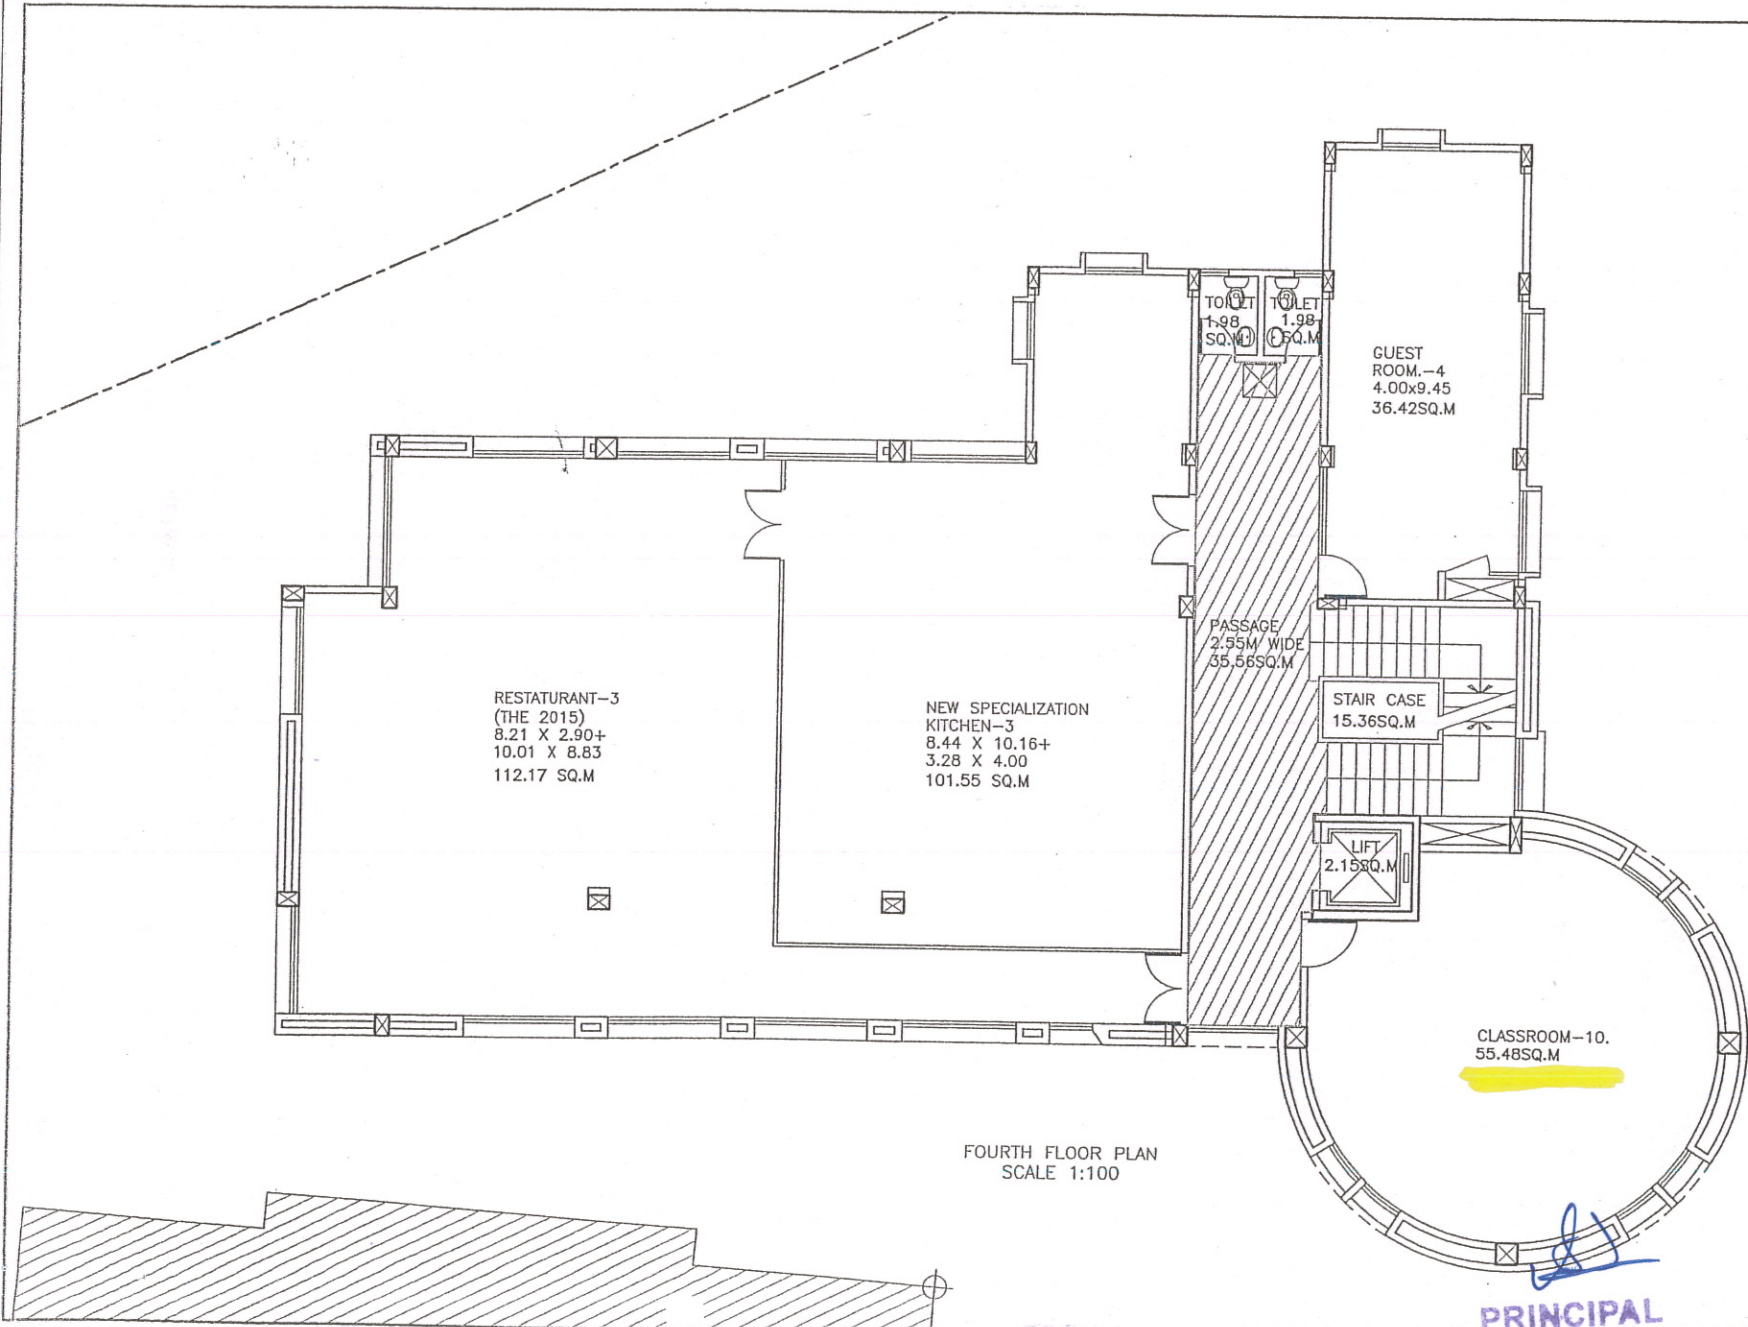 TOILET
1.98
SQ.M
TOILET
1.98
SQ.M
GUEST
ROOM.-4
4.00x9.45
36.42SQ.M
PASSAGE
2.55M WIDE
35.56SQ.M
RESTATURANT-3
(THE 2015)
8.21 X 2.90+
10.01 X 8.83
112.17 SQ.M
NEW SPECIALIZATION
KITCHEN-3
8.44 X 10.16+
3.28 X 4.00
101.55 SQ.M
STAIR CASE
15.36SQ.M
LIFT
2.15SQ.M
CLASSROOM-10.
55.48SQ.M
FOURTH FLOOR PLAN
SCALE 1:100
PRINCIPAL